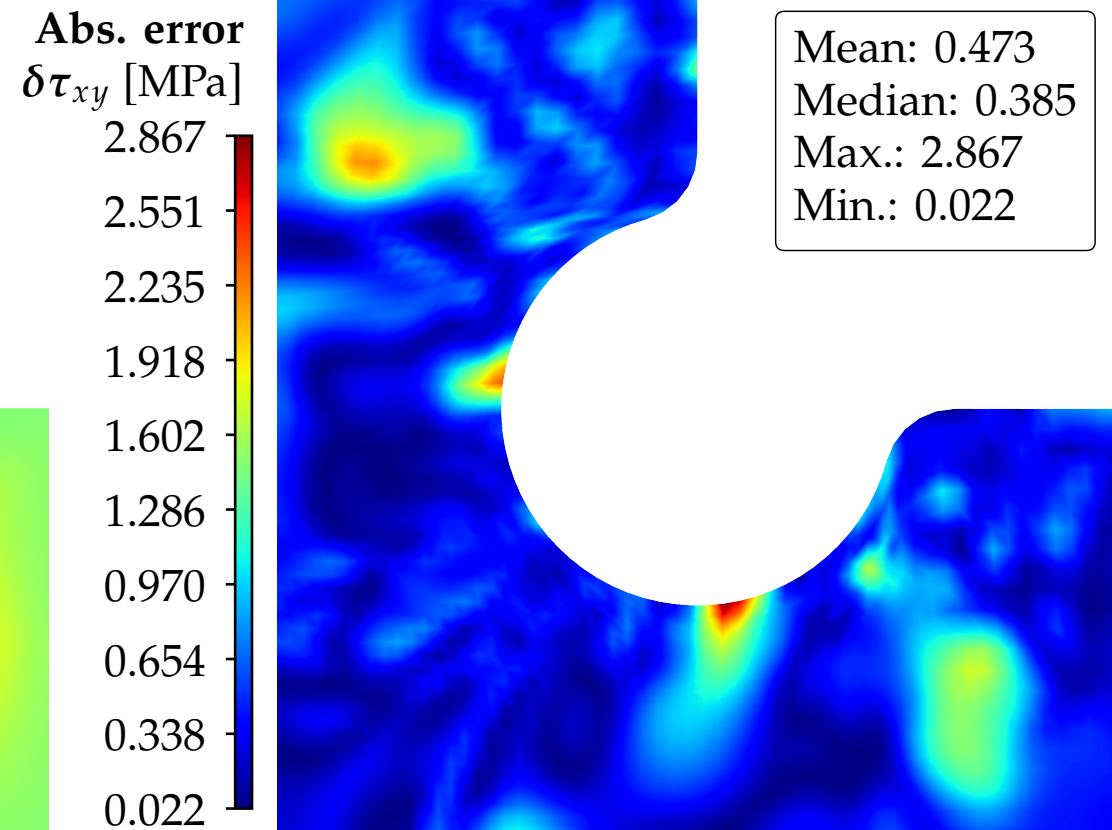 Abs. error
δτxy [MPa]
2.867
2.551
2.235
1.918
1.602
1.286
0.970
0.654
0.338
0.022
Mean: 0.473
Median: 0.385
Max.: 2.867
Min.: 0.022